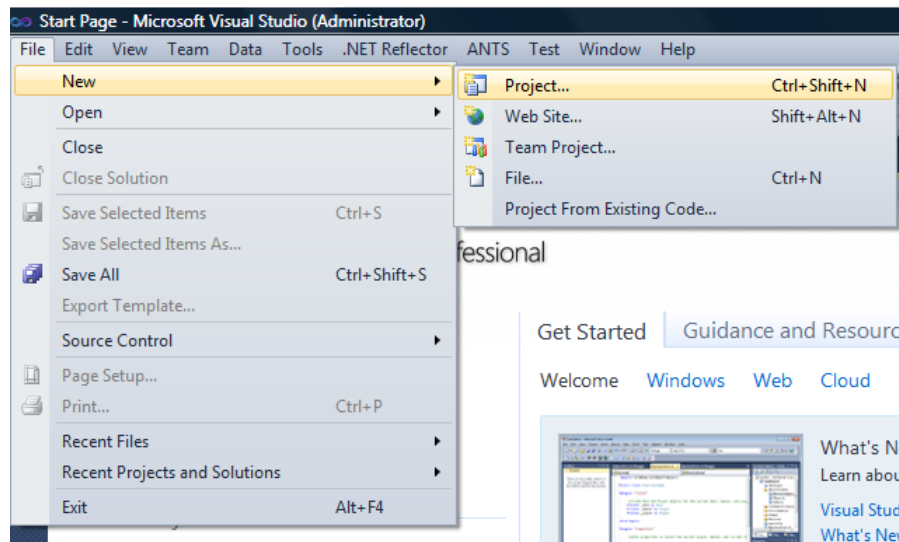 Start Page - Microsoft Visual Studio (Administrator)
File Edit View Team Data Tools .NET Reflector ANTS Test Window Help
New
Project... Ctrl+Shift+N
Open
Web Site... Shift+Alt+N
Close
Team Project...
Close Solution
File... Ctrl+N
Save Selected Items Ctrl+S
Project From Existing Code...
Save Selected Items As...
fessional
Save All Ctrl+Shift+S
Export Template...
Source Control
Get Started Guidance and Resourc
Page Setup...
Welcome Windows Web Cloud
Print... Ctrl+P
Recent Files
What's N
Recent Projects and Solutions
Learn abou
Exit Alt+F4
Visual Stud
What's New